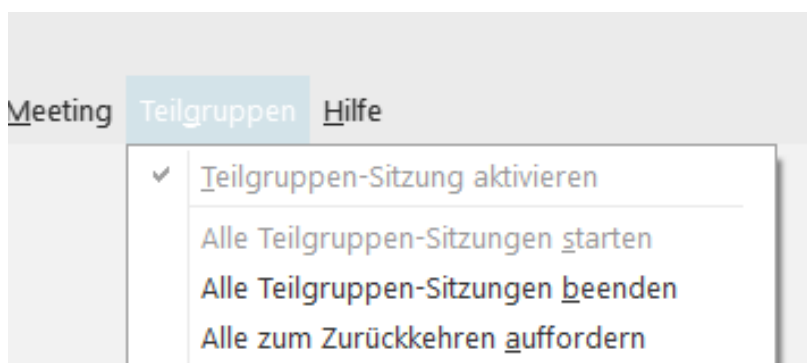 Meeting Teilgruppen Hilfe
Teilgruppen-Sitzung aktivieren
Alle Teilgruppen-Sitzungen starten
Alle Teilgruppen-Sitzungen beenden
Alle zum Zurückkehren auffordern